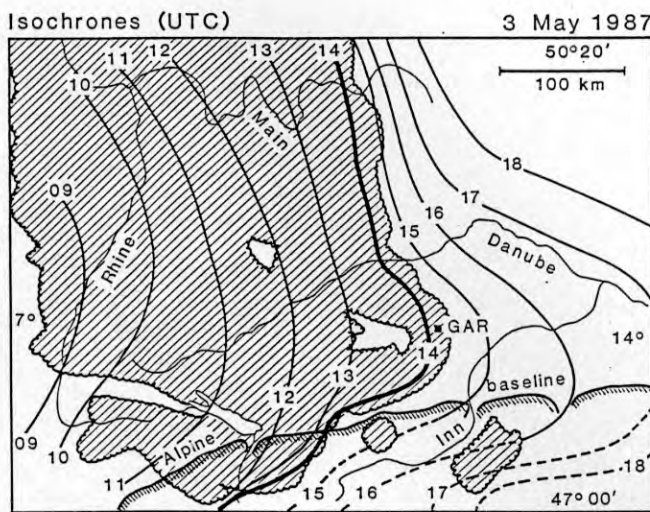 Isochrones (UTC) 3 May 1987
50°20'
100 km
10
11
12
13
14
Main
18
17
16
15
09
Rhine
Danube
7°
GAR
14
14°
13
12
baseline
Inn
09
10
Alpine
11
15
16
17
18
47°00'